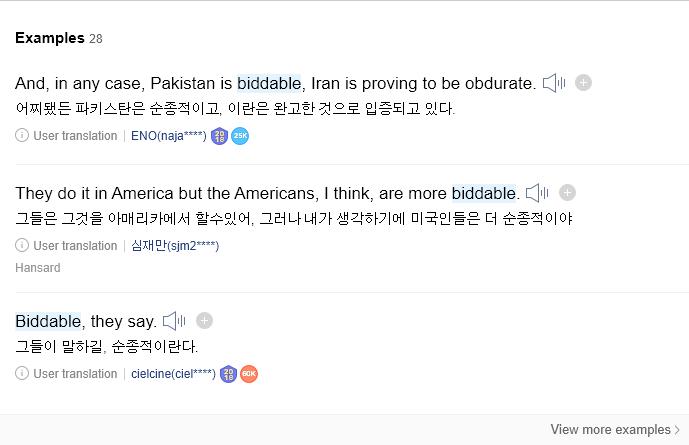 Examples 28
And, in any case, Pakistan is biddable, Iran is proving to be obdurate.
어찌됐든 파키스탄은 순종적이고, 이란은 완고한 것으로 입증되고 있다.
User translation | ENO(naja****) 2018 25K
They do it in America but the Americans, I think, are more biddable.
그들은 그것을 아매리카에서 할수있어, 그러나 내가 생각하기에 미국인들은 더 순종적이야
User translation | 심재만(sjm2****)
Hansard
Biddable, they say.
그들이 말하길, 순종적이란다.
User translation | cielcine(ciel****) 2018 60K
View more examples